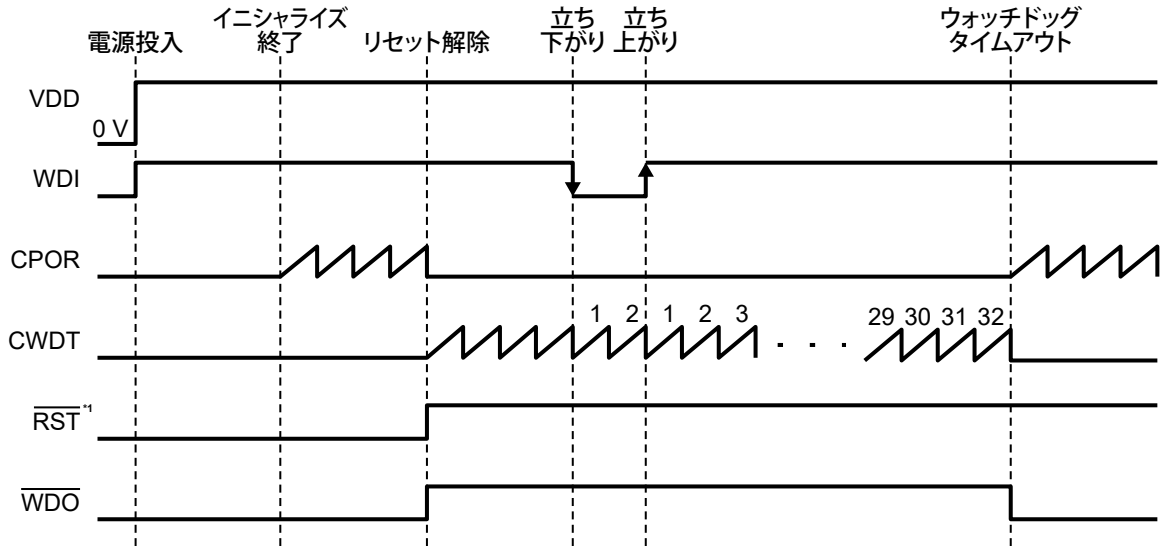 電源投入
イニシャライズ
終了
リセット解除
立ち
下がり
立ち
上がり
ウォッチドッグ
タイムアウト
VDD
0 V
WDI
CPOR
CWDT
1 2 1 2 3
29 30 31 32
RST*1
WDO